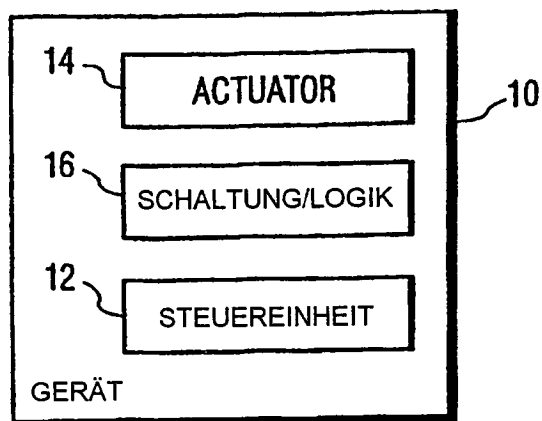 14
ACTUATOR
10
16
SCHALTUNG/LOGIK
12
STEUEREINHEIT
GERÄT